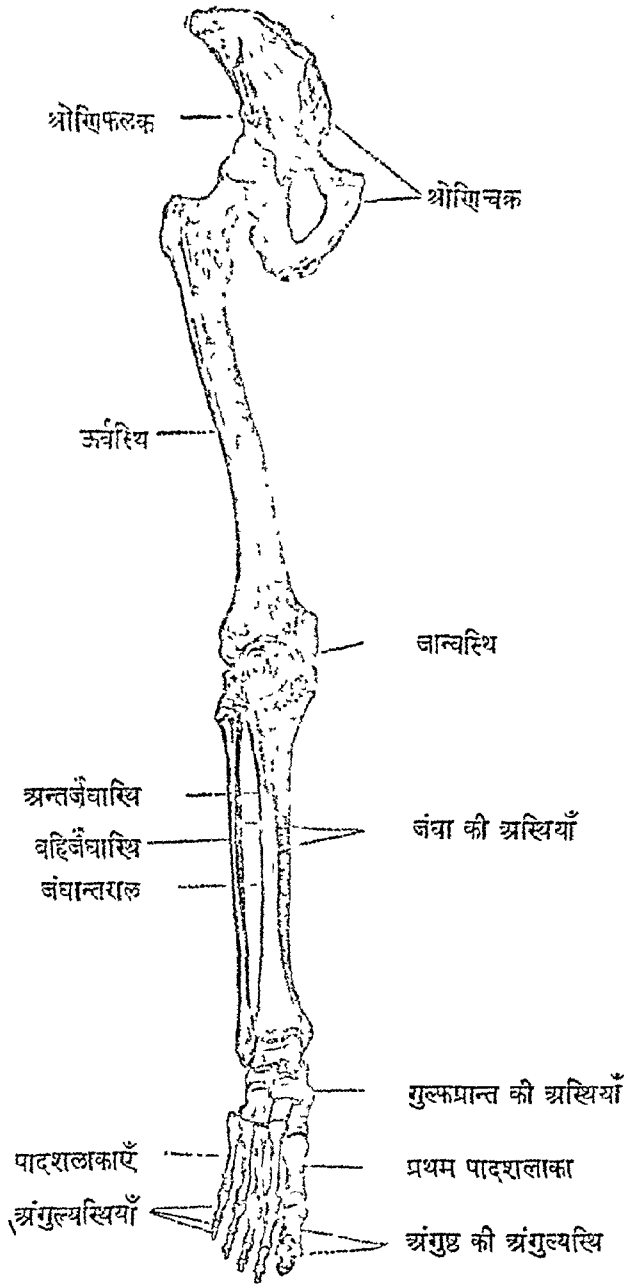 श्रोणिफलक
श्रोणिचक्र
ऊर्वस्थि
जान्वस्थि
अन्तर्जंघास्थि
बहिर्जंघास्थि
जंघा की अस्थियाँ
जंघान्तराल
गुल्फप्रान्त की अस्थियाँ
पादशलाकाएँ
प्रथम पादशलाका
अंगुल्यस्थियाँ
अंगुष्ठ की अंगुल्यस्थि